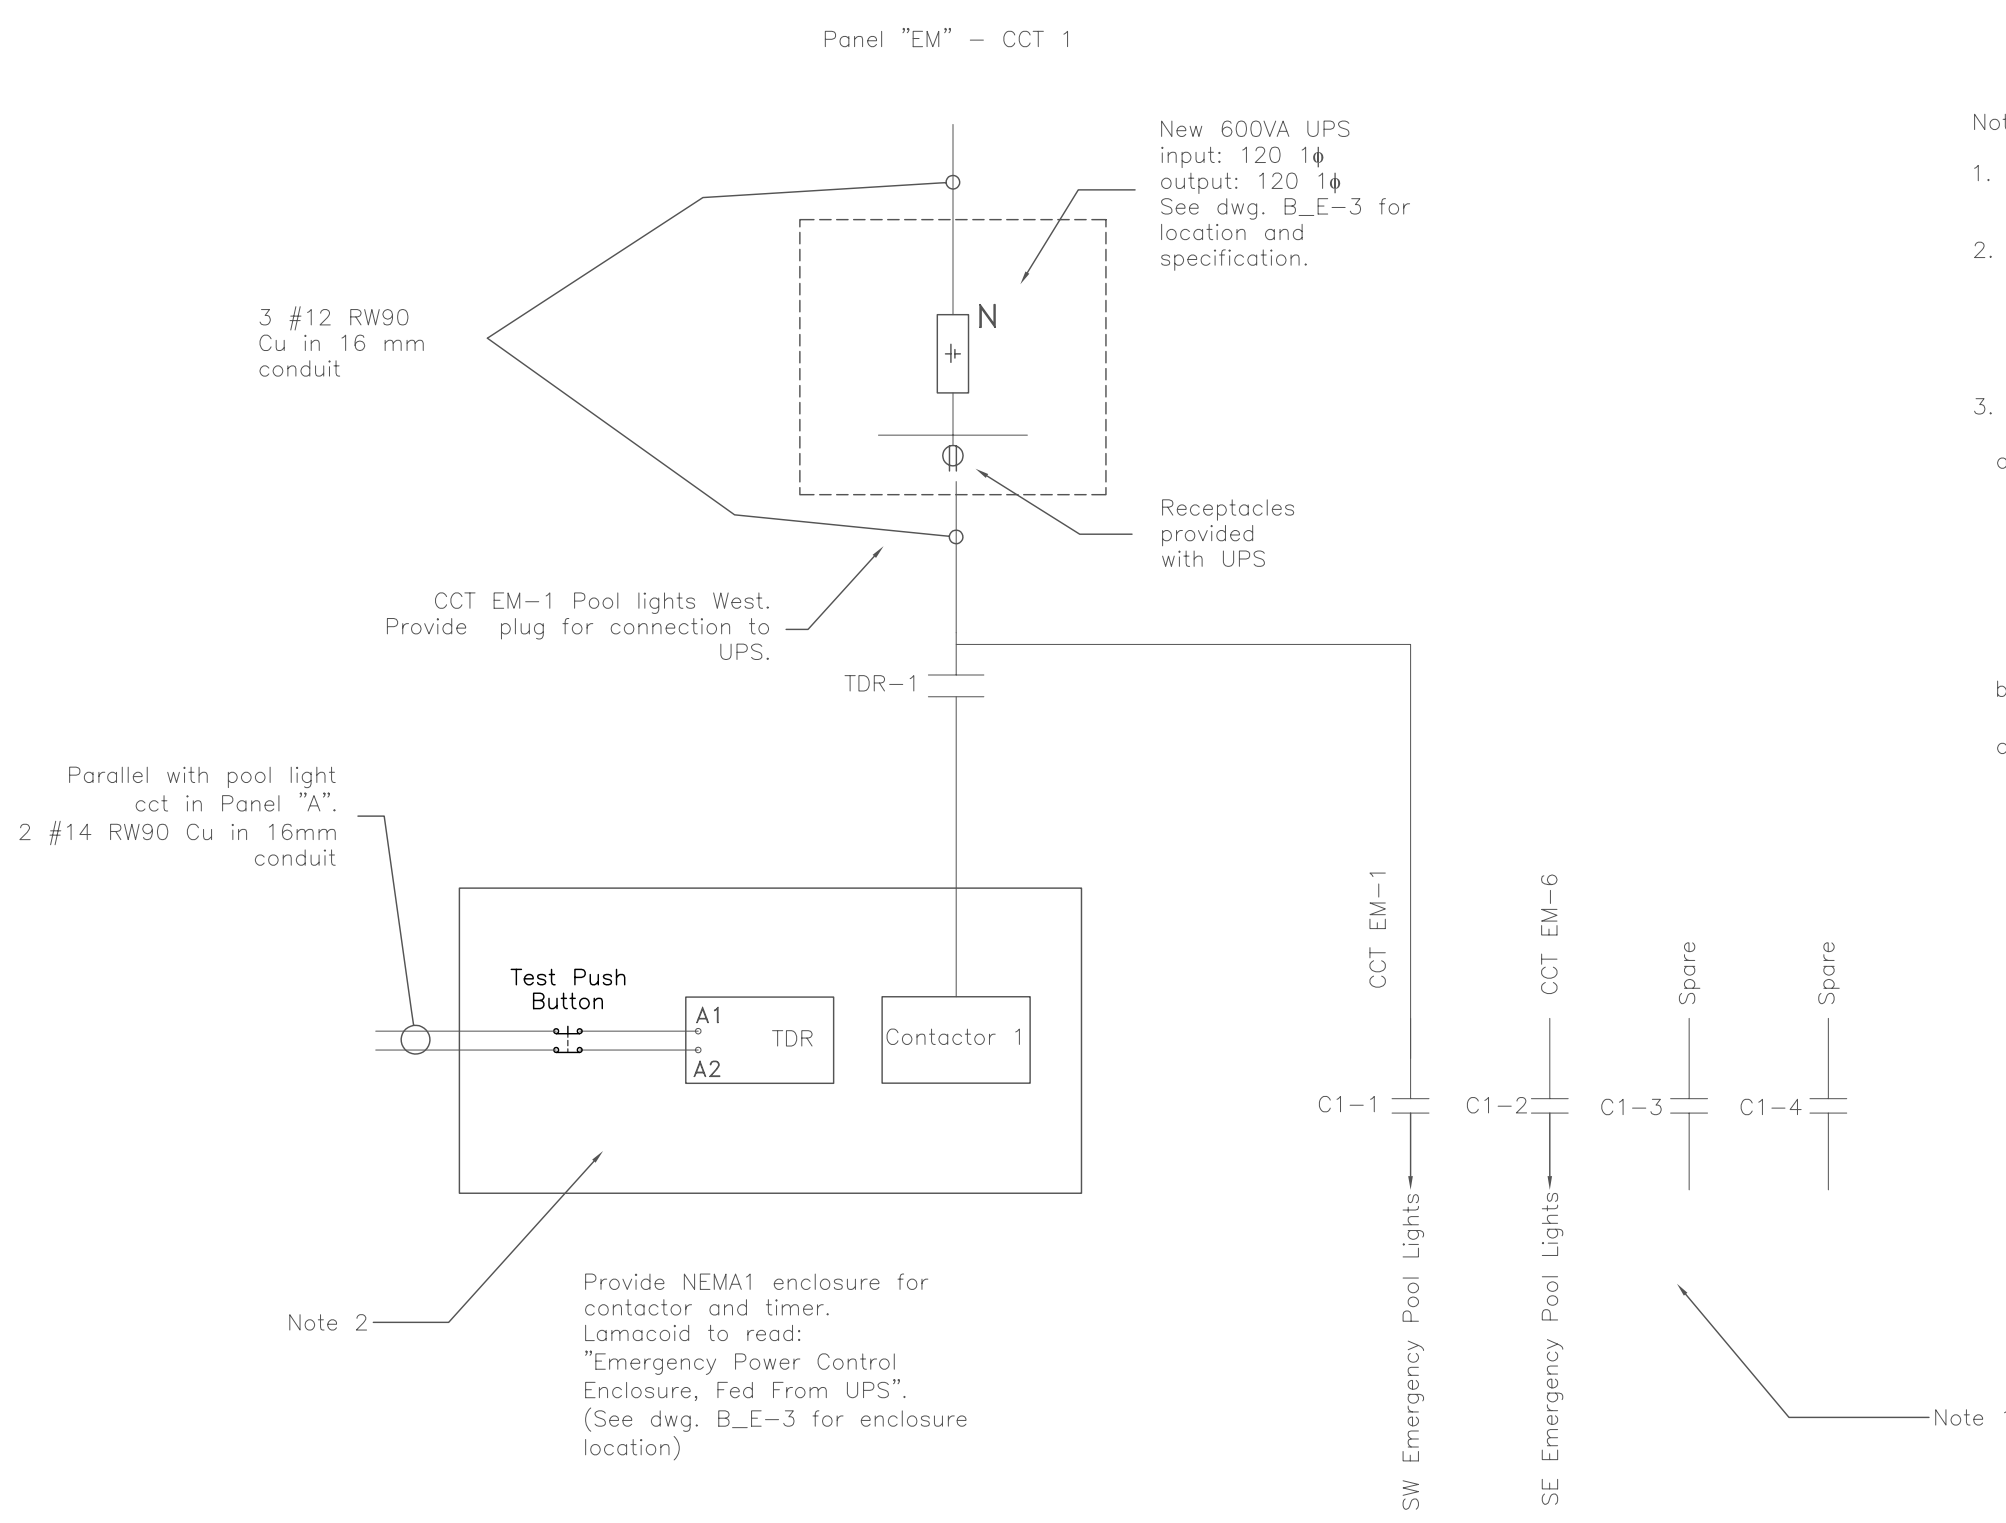 Panel "EM" - CCT 1
New 600VA UPS
input: 120 1ϕ
output: 120 1ϕ
See dwg. B_E-3 for
location and
specification.
3 #12 RW90
Cu in 16 mm
conduit
N
Receptacles
provided
with UPS
CCT EM-1 Pool lights West.
Provide plug for connection to
UPS.
TDR-1
Parallel with pool light
cct in Panel "A".
2 #14 RW90 Cu in 16mm
conduit
Test Push
Button
A1
TDR
A2
Contactor 1
CCT EM-1
CCT EM-6
Spare
Spare
C1-1
C1-2
C1-3
C1-4
SW Emergency Pool Lights
SE Emergency Pool Lights
Note 2
Provide NEMA1 enclosure for
contactor and timer.
Lamacoid to read:
"Emergency Power Control
Enclosure, Fed From UPS".
(See dwg. B_E-3 for enclosure
location)
Note
1.
2.
3.